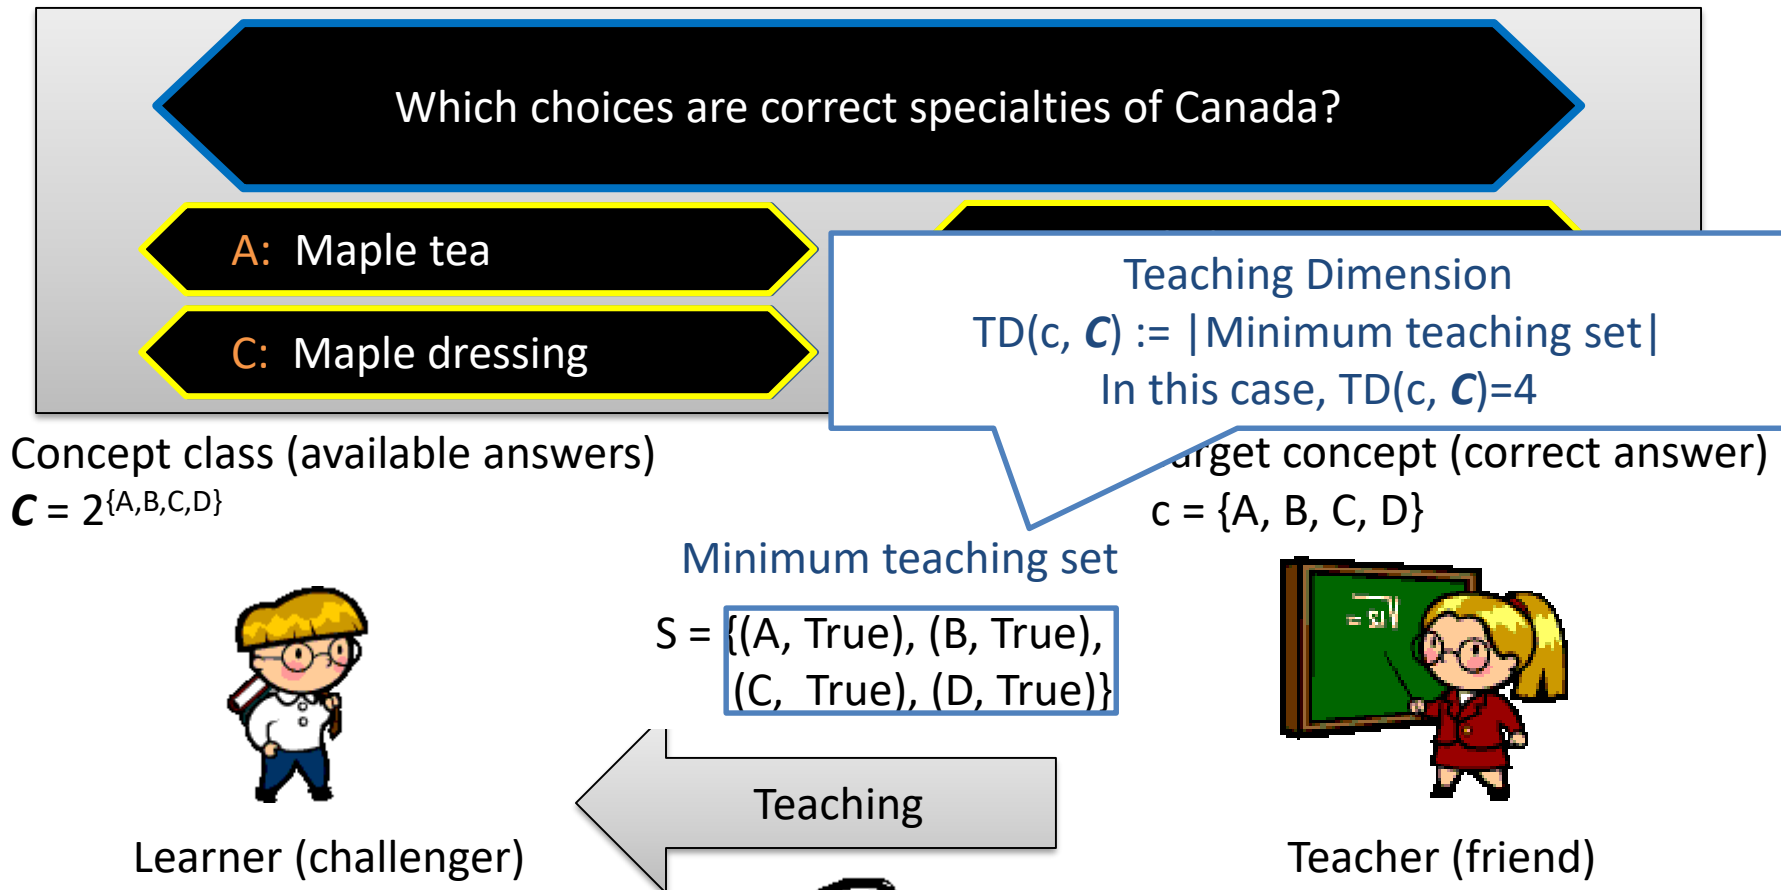 Which choices are correct specialties of Canada?
A: Maple tea
C: Maple dressing
Teaching Dimension
TD(c, C) := |Minimum teaching set|
In this case, TD(c, C)=4
Concept class (available answers)
C = 2^{A,B,C,D}
arget concept (correct answer)
c = {A, B, C, D}
Minimum teaching set
S = {(A, True), (B, True),
(C, True), (D, True)}
Teaching
Learner (challenger)
Teacher (friend)